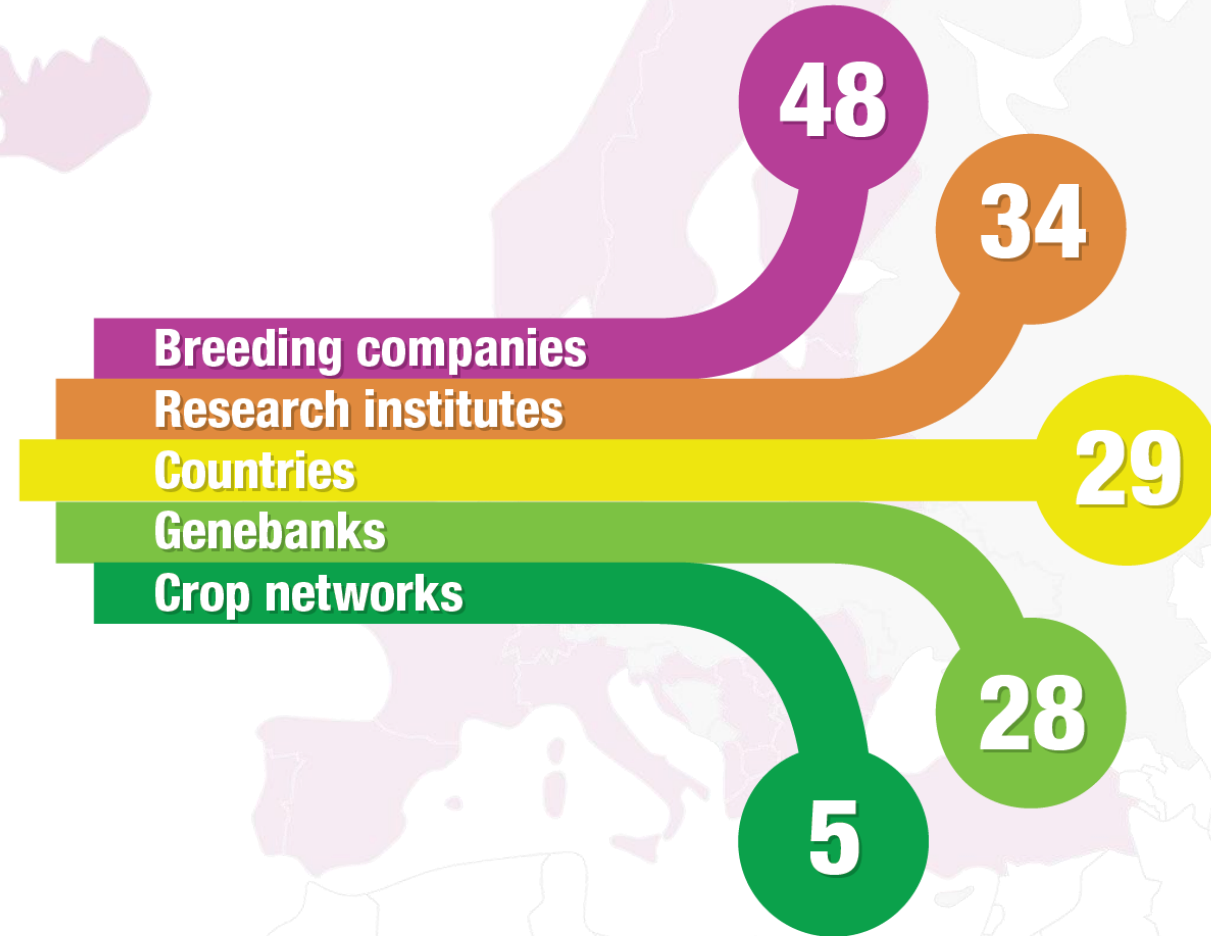 48
34
Breeding companies
Research institutes
Countries
29
Genebanks
Crop networks
28
5